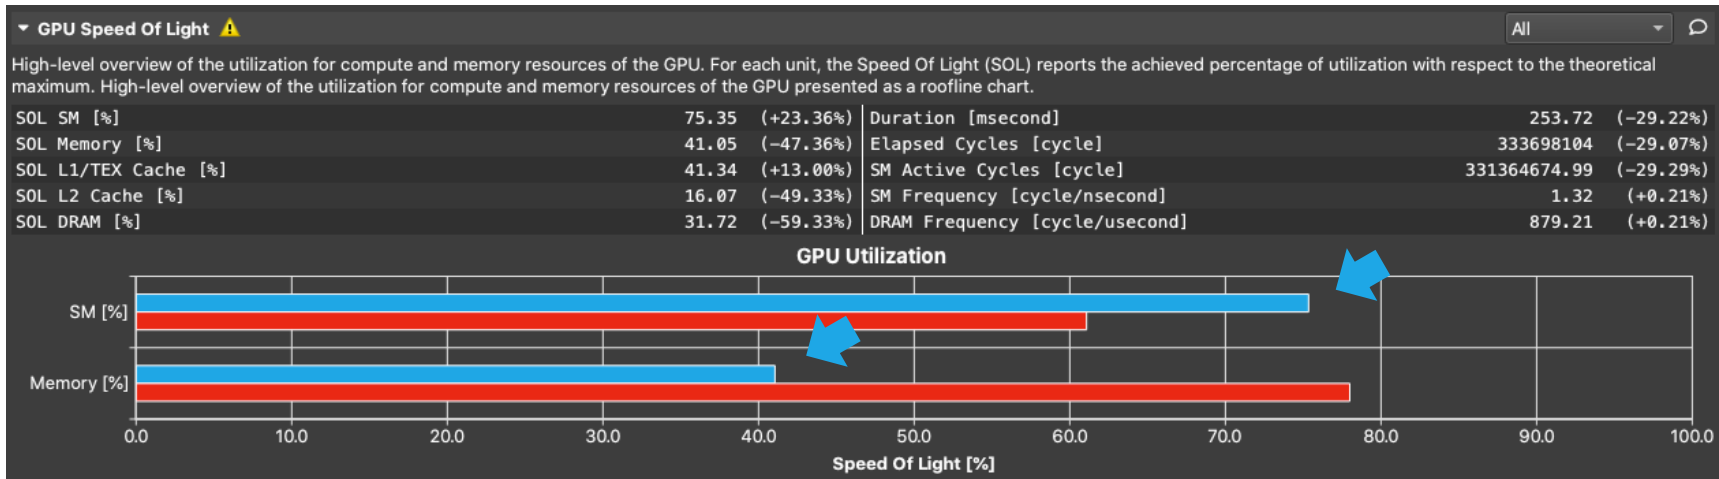 GPU Speed Of Light
All
High-level overview of the utilization for compute and memory resources of the GPU. For each unit, the Speed Of Light (SOL) reports the achieved percentage of utilization with respect to the theoretical
maximum. High-level overview of the utilization for compute and memory resources of the GPU presented as a roofline chart.
SOL SM [%] 75.35 (+23.36%) Duration [msecond] 253.72 (-29.22%)
SOL Memory [%] 41.05 (-47.36%) Elapsed Cycles [cycle] 333698104 (-29.07%)
SOL L1/TEX Cache [%] 41.34 (+13.00%) SM Active Cycles [cycle] 331364674.99 (-29.29%)
SOL L2 Cache [%] 16.07 (-49.33%) SM Frequency [cycle/nsecond] 1.32 (+0.21%)
SOL DRAM [%] 31.72 (-59.33%) DRAM Frequency [cycle/usecond] 879.21 (+0.21%)
GPU Utilization
SM [%]
Memory [%]
0.0 10.0 20.0 30.0 40.0 50.0 60.0 70.0 80.0 90.0 100.0
Speed Of Light [%]